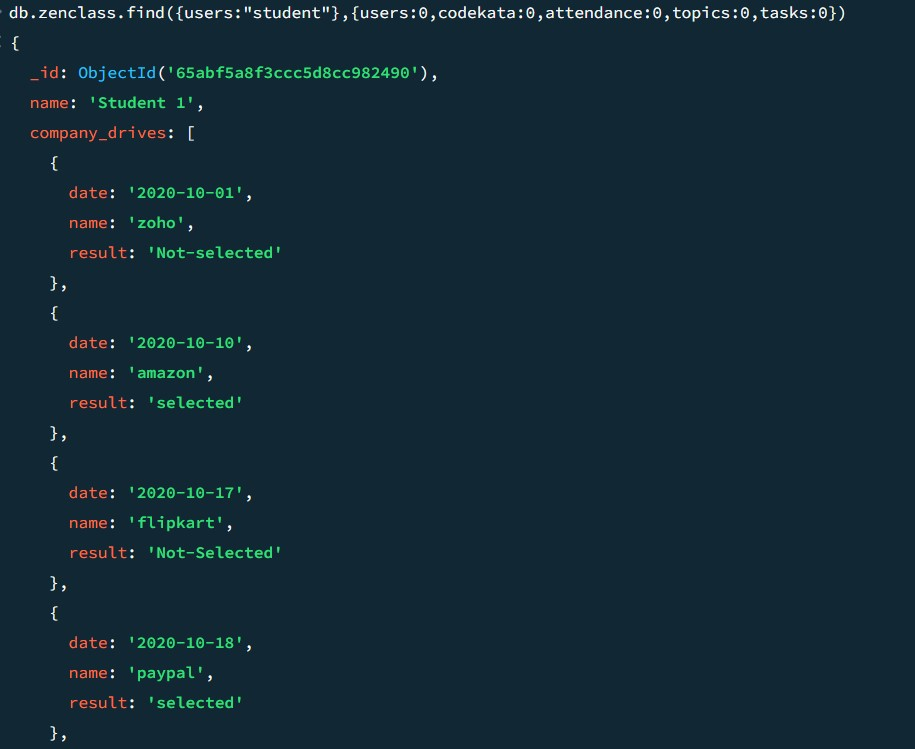 db.zenclass.find({users:"student"},{users:0,codekata:0,attendance:0,topics:0,tasks:0})
{
_id: ObjectId('65abf5a8f3ccc5d8cc982490'),
name: 'Student 1',
company_drives: [
{
date: '2020-10-01',
name: 'zoho',
result: 'Not-selected'
},
{
date: '2020-10-10',
name: 'amazon',
result: 'selected'
},
{
date: '2020-10-17',
name: 'flipkart',
result: 'Not-Selected'
},
{
date: '2020-10-18',
name: 'paypal',
result: 'selected'
},